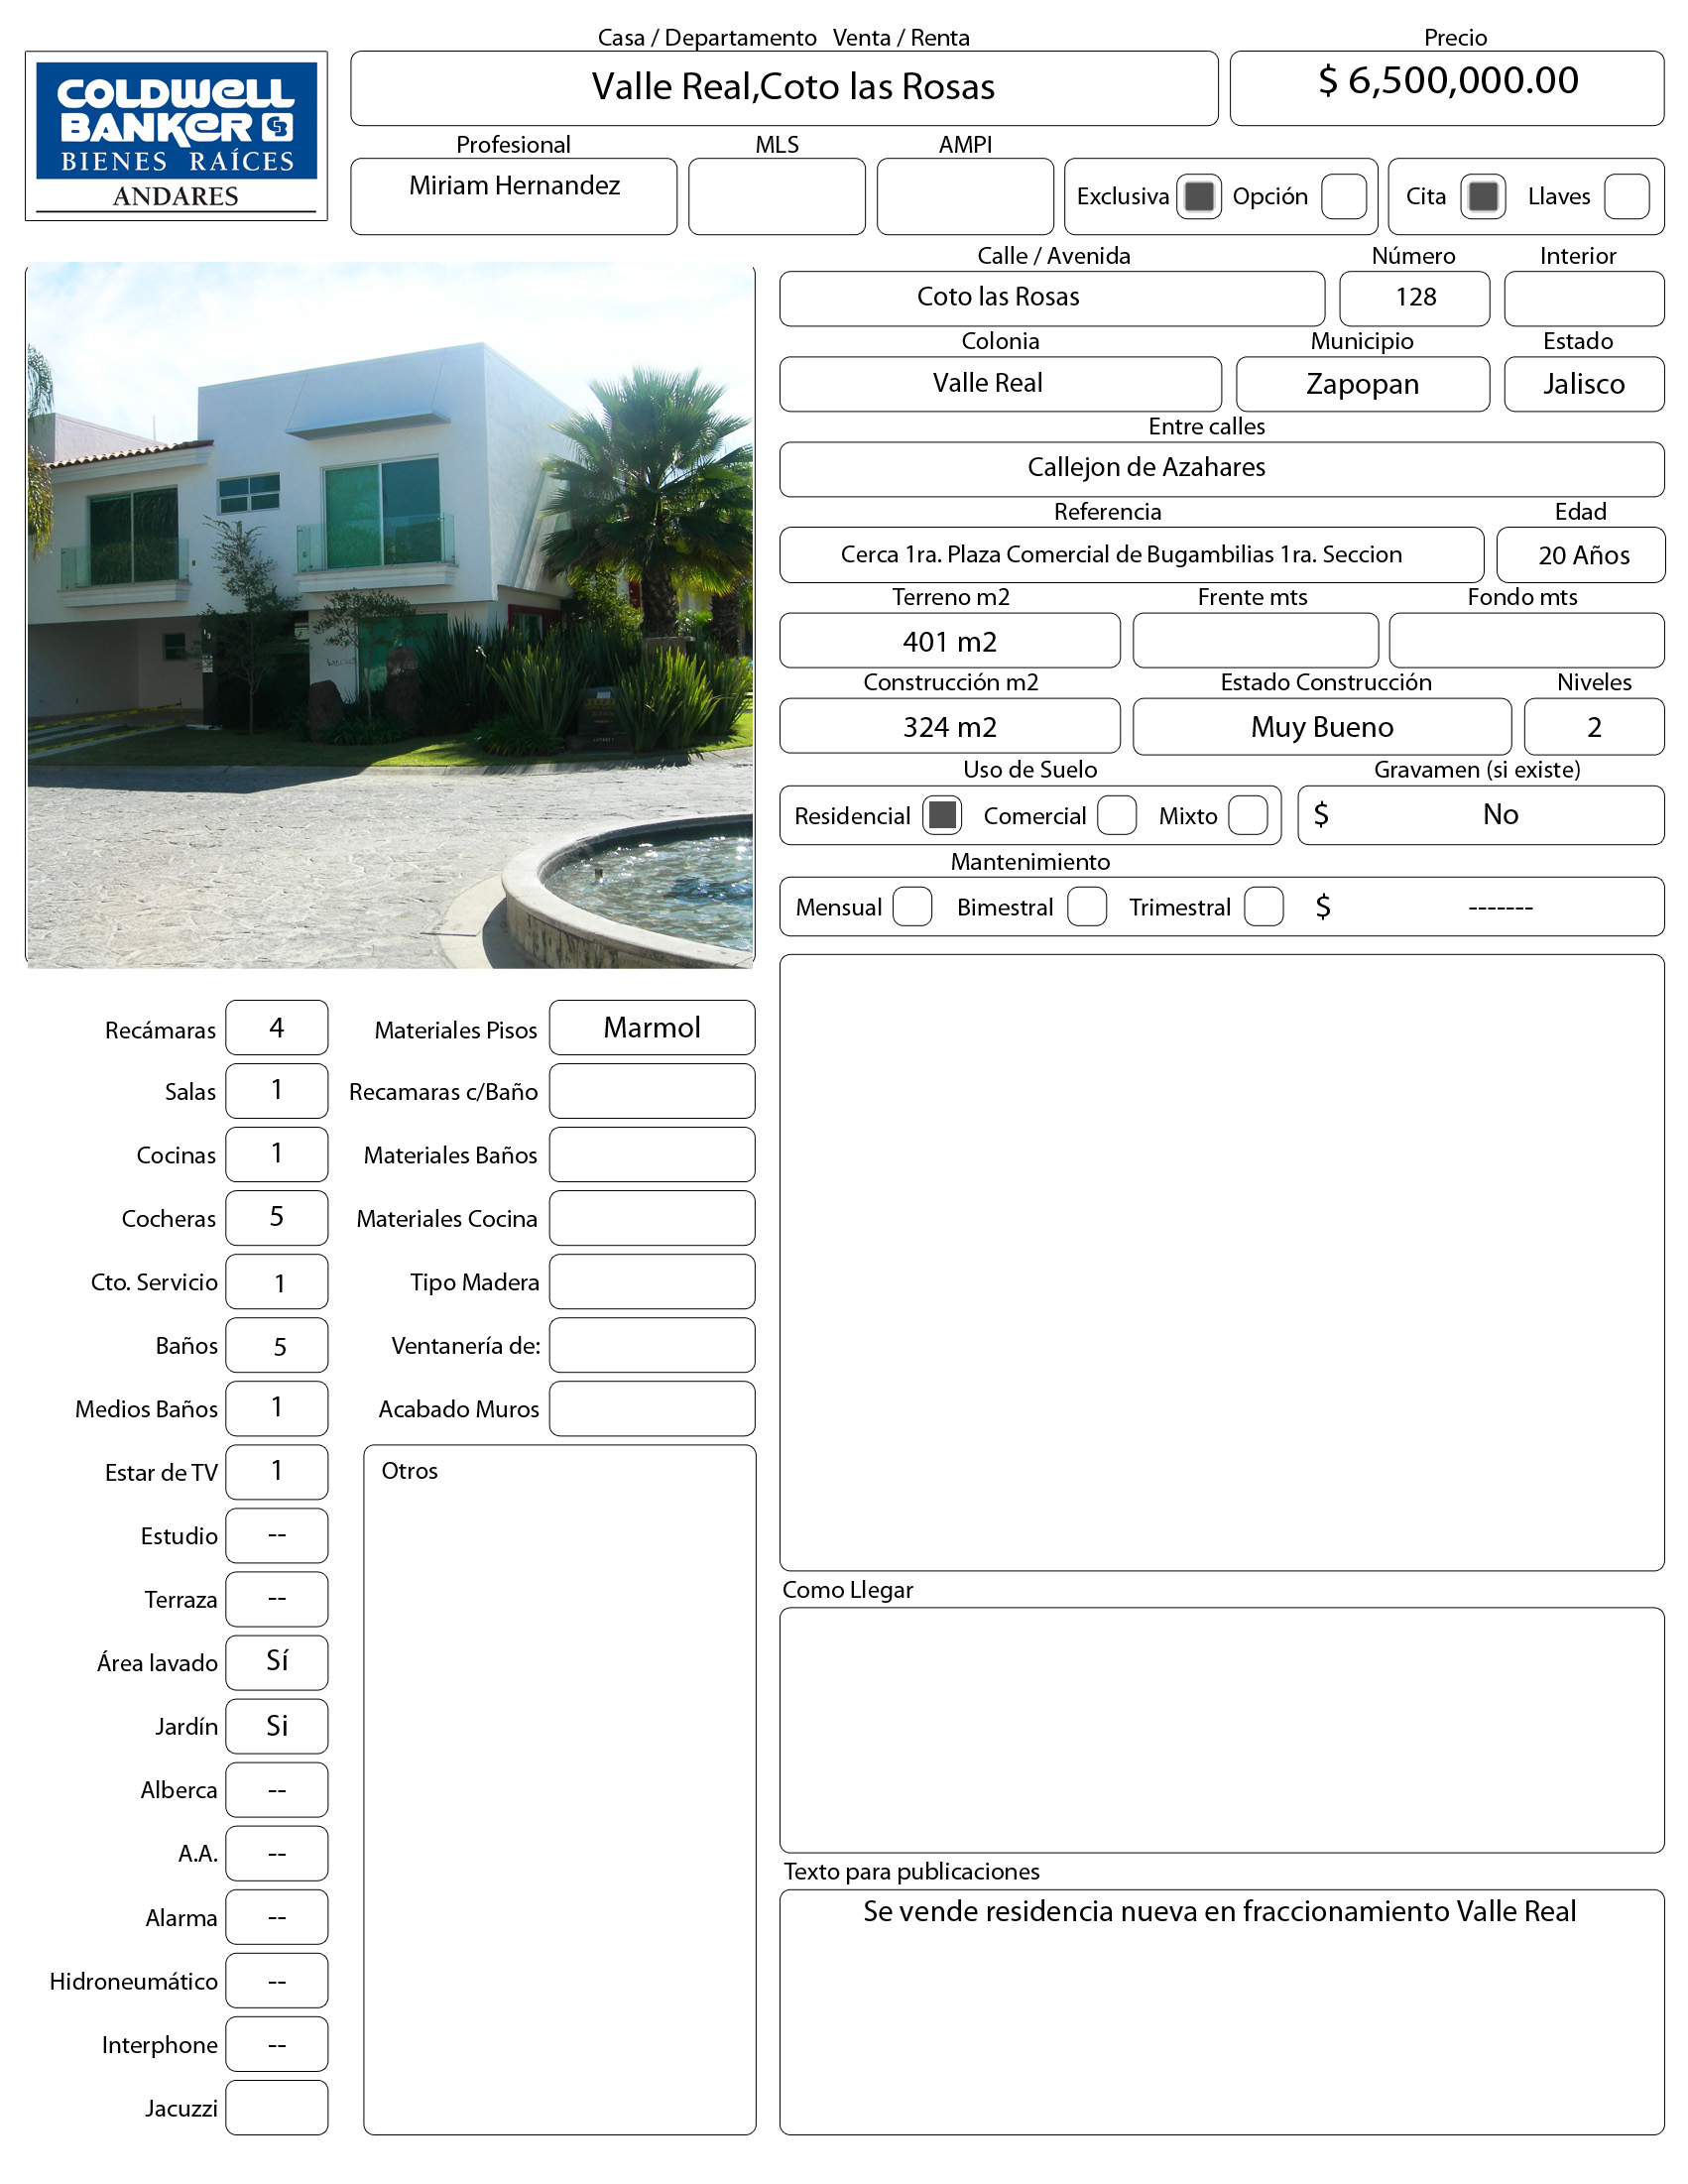 COLDWELL
BANKER CB
BIENES RAÍCES
ANDARES
Casa / Departamento Venta / Renta
Valle Real,Coto las Rosas
Precio
$ 6,500,000.00
Profesional
Miriam Hernandez
MLS
AMPI
Exclusiva Opción
Cita Llaves
Calle / Avenida
Coto las Rosas
Número
128
Interior
Colonia
Valle Real
Municipio
Zapopan
Estado
Jalisco
Entre calles
Callejon de Azahares
Referencia
Cerca 1ra. Plaza Comercial de Bugambilias 1ra. Seccion
Edad
20 Años
Terreno m2
401 m2
Frente mts
Fondo mts
Construcción m2
324 m2
Estado Construcción
Muy Bueno
Niveles
2
Uso de Suelo
Residencial Comercial Mixto
Gravamen (si existe)
$ No
Mantenimiento
Mensual Bimestral Trimestral $ -------
Recámaras 4
Salas 1
Cocinas 1
Cocheras 5
Cto. Servicio 1
Baños 5
Medios Baños 1
Estar de TV 1
Estudio --
Terraza --
Área lavado Sí
Jardín Si
Alberca --
A.A. --
Alarma --
Hidroneumático --
Interphone --
Jacuzzi
Materiales Pisos Marmol
Recamaras c/Baño
Materiales Baños
Materiales Cocina
Tipo Madera
Ventanería de:
Acabado Muros
Otros
Como Llegar
Texto para publicaciones
Se vende residencia nueva en fraccionamiento Valle Real